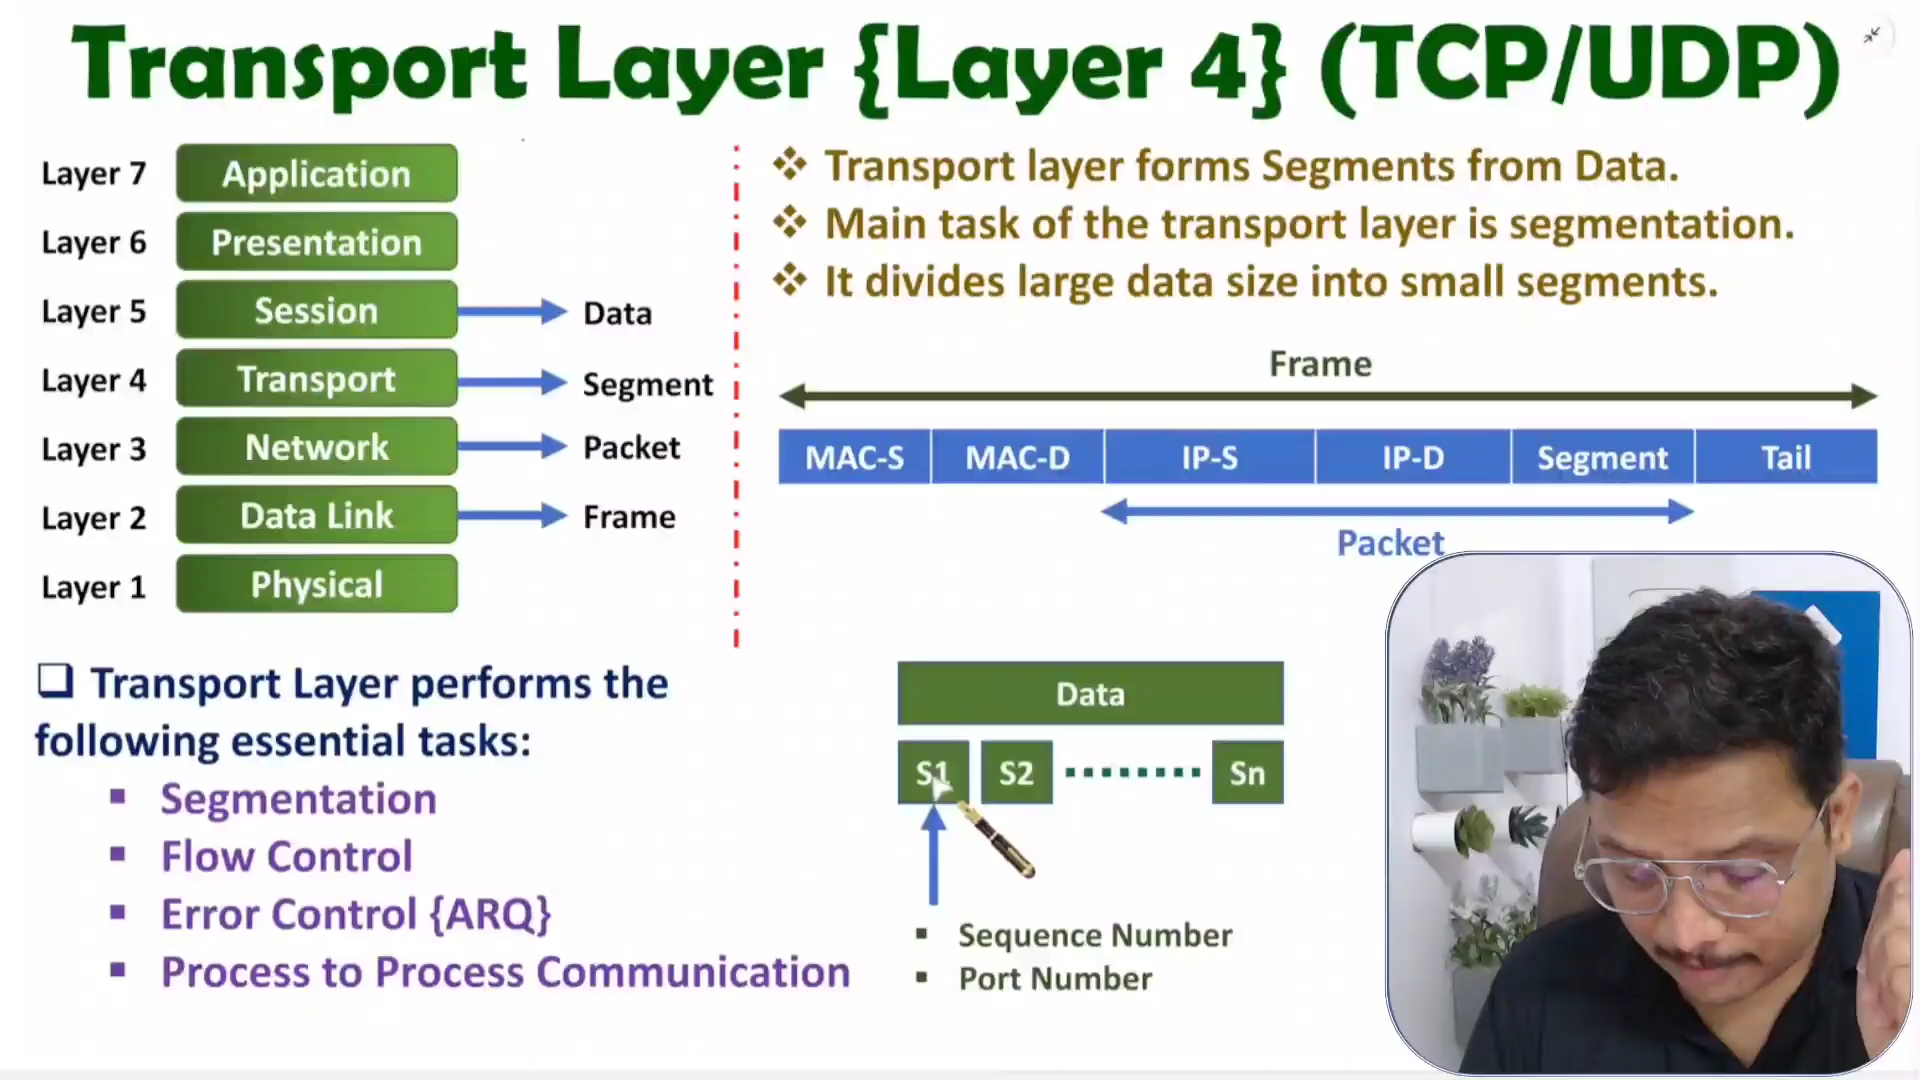 Transport Layer {Layer 4} (TCP/UDP)
Layer 7 Application
Layer 6 Presentation
Layer 5 Session Data
Layer 4 Transport Segment
Layer 3 Network Packet
Layer 2 Data Link Frame
Layer 1 Physical
❖ Transport layer forms Segments from Data.
❖ Main task of the transport layer is segmentation.
❖ It divides large data size into small segments.
Frame
MAC-S MAC-D IP-S IP-D Segment Tail
Packet
❑ Transport Layer performs the
following essential tasks:
▪ Segmentation
▪ Flow Control
▪ Error Control {ARQ}
▪ Process to Process Communication
Data
S1 S2 Sn
▪ Sequence Number
▪ Port Number